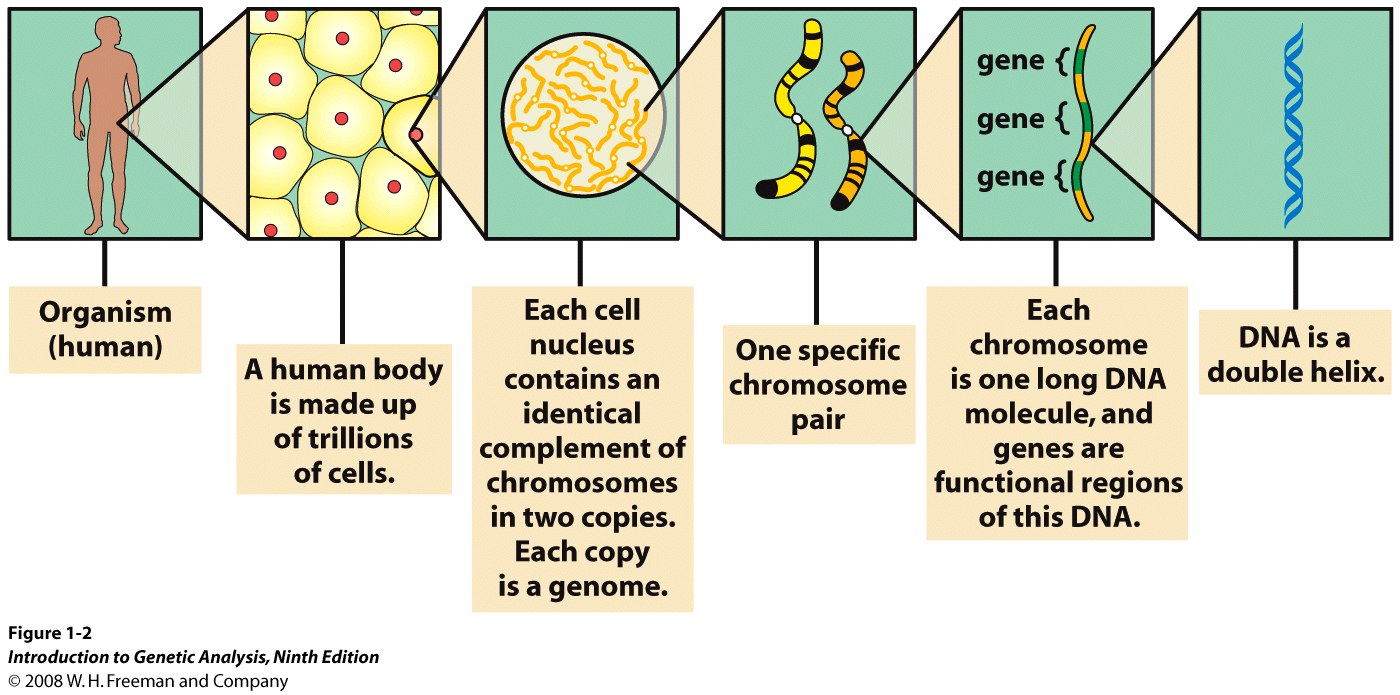 gene {
gene {
gene {
Organism
(human)
A human body
is made up
of trillions
of cells.
Each cell
nucleus
contains an
identical
complement of
chromosomes
in two copies.
Each copy
is a genome.
One specific
chromosome
pair
Each
chromosome
is one long DNA
molecule, and
genes are
functional regions
of this DNA.
DNA is a
double helix.
Figure 1-2
Introduction to Genetic Analysis, Ninth Edition
© 2008 W. H. Freeman and Company